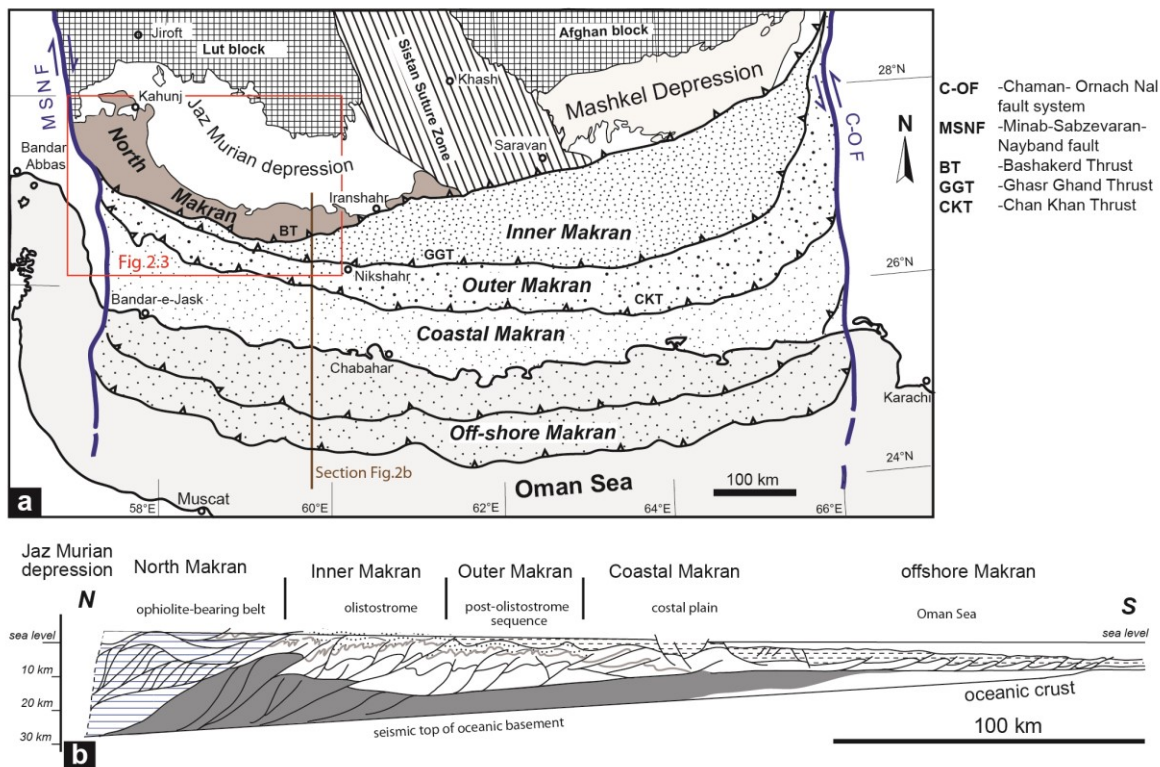 Jiroft
Lut block
Afghan block
MSNF
Sistan Suture Zone
Khash
Mashkel Depression
28°N
Kahunj
Jaz Murian depression
C-OF
Bandar
Abbas
North
Makran
Saravan
N
Iranshahr
BT
Inner Makran
GGT
Fig.2.3
Nikshahr
26°N
Outer Makran
CKT
Bandar-e-Jask
Coastal Makran
Chabahar
Karachi
Off-shore Makran
24°N
Section Fig.2b
Oman Sea
100 km
Muscat
a
58°E
60°E
62°E
64°E
66°E
C-OF -Chaman- Ornach Nal
fault system
MSNF -Minab-Sabzevaran-
Nayband fault
BT -Bashakerd Thrust
GGT -Ghasr Ghand Thrust
CKT -Chan Khan Thrust
Jaz Murian
depression
North Makran
Inner Makran
Outer Makran
Coastal Makran
offshore Makran
N
ophiolite-bearing belt
olistostrome
post-olistostrome
sequence
costal plain
Oman Sea
S
sea level
sea level
10 km
20 km
30 km
oceanic crust
seismic top of oceanic basement
100 km
b